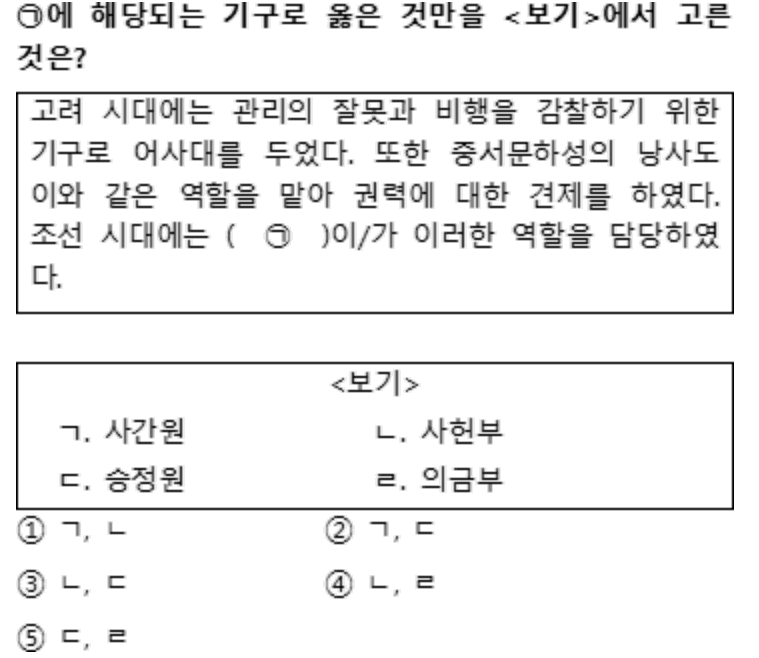 ㉠에 해당되는 기구로 옳은 것만을 <보기>에서 고른
것은?
고려 시대에는 관리의 잘못과 비행을 감찰하기 위한
기구로 어사대를 두었다. 또한 중서문하성의 낭사도
이와 같은 역할을 맡아 권력에 대한 견제를 하였다.
조선 시대에는 ( ㉠ )이/가 이러한 역할을 담당하였
다.
<보기>
ㄱ. 사간원 ㄴ. 사헌부
ㄷ. 승정원 ㄹ. 의금부
① ㄱ, ㄴ ② ㄱ, ㄷ
③ ㄴ, ㄷ ④ ㄴ, ㄹ
⑤ ㄷ, ㄹ